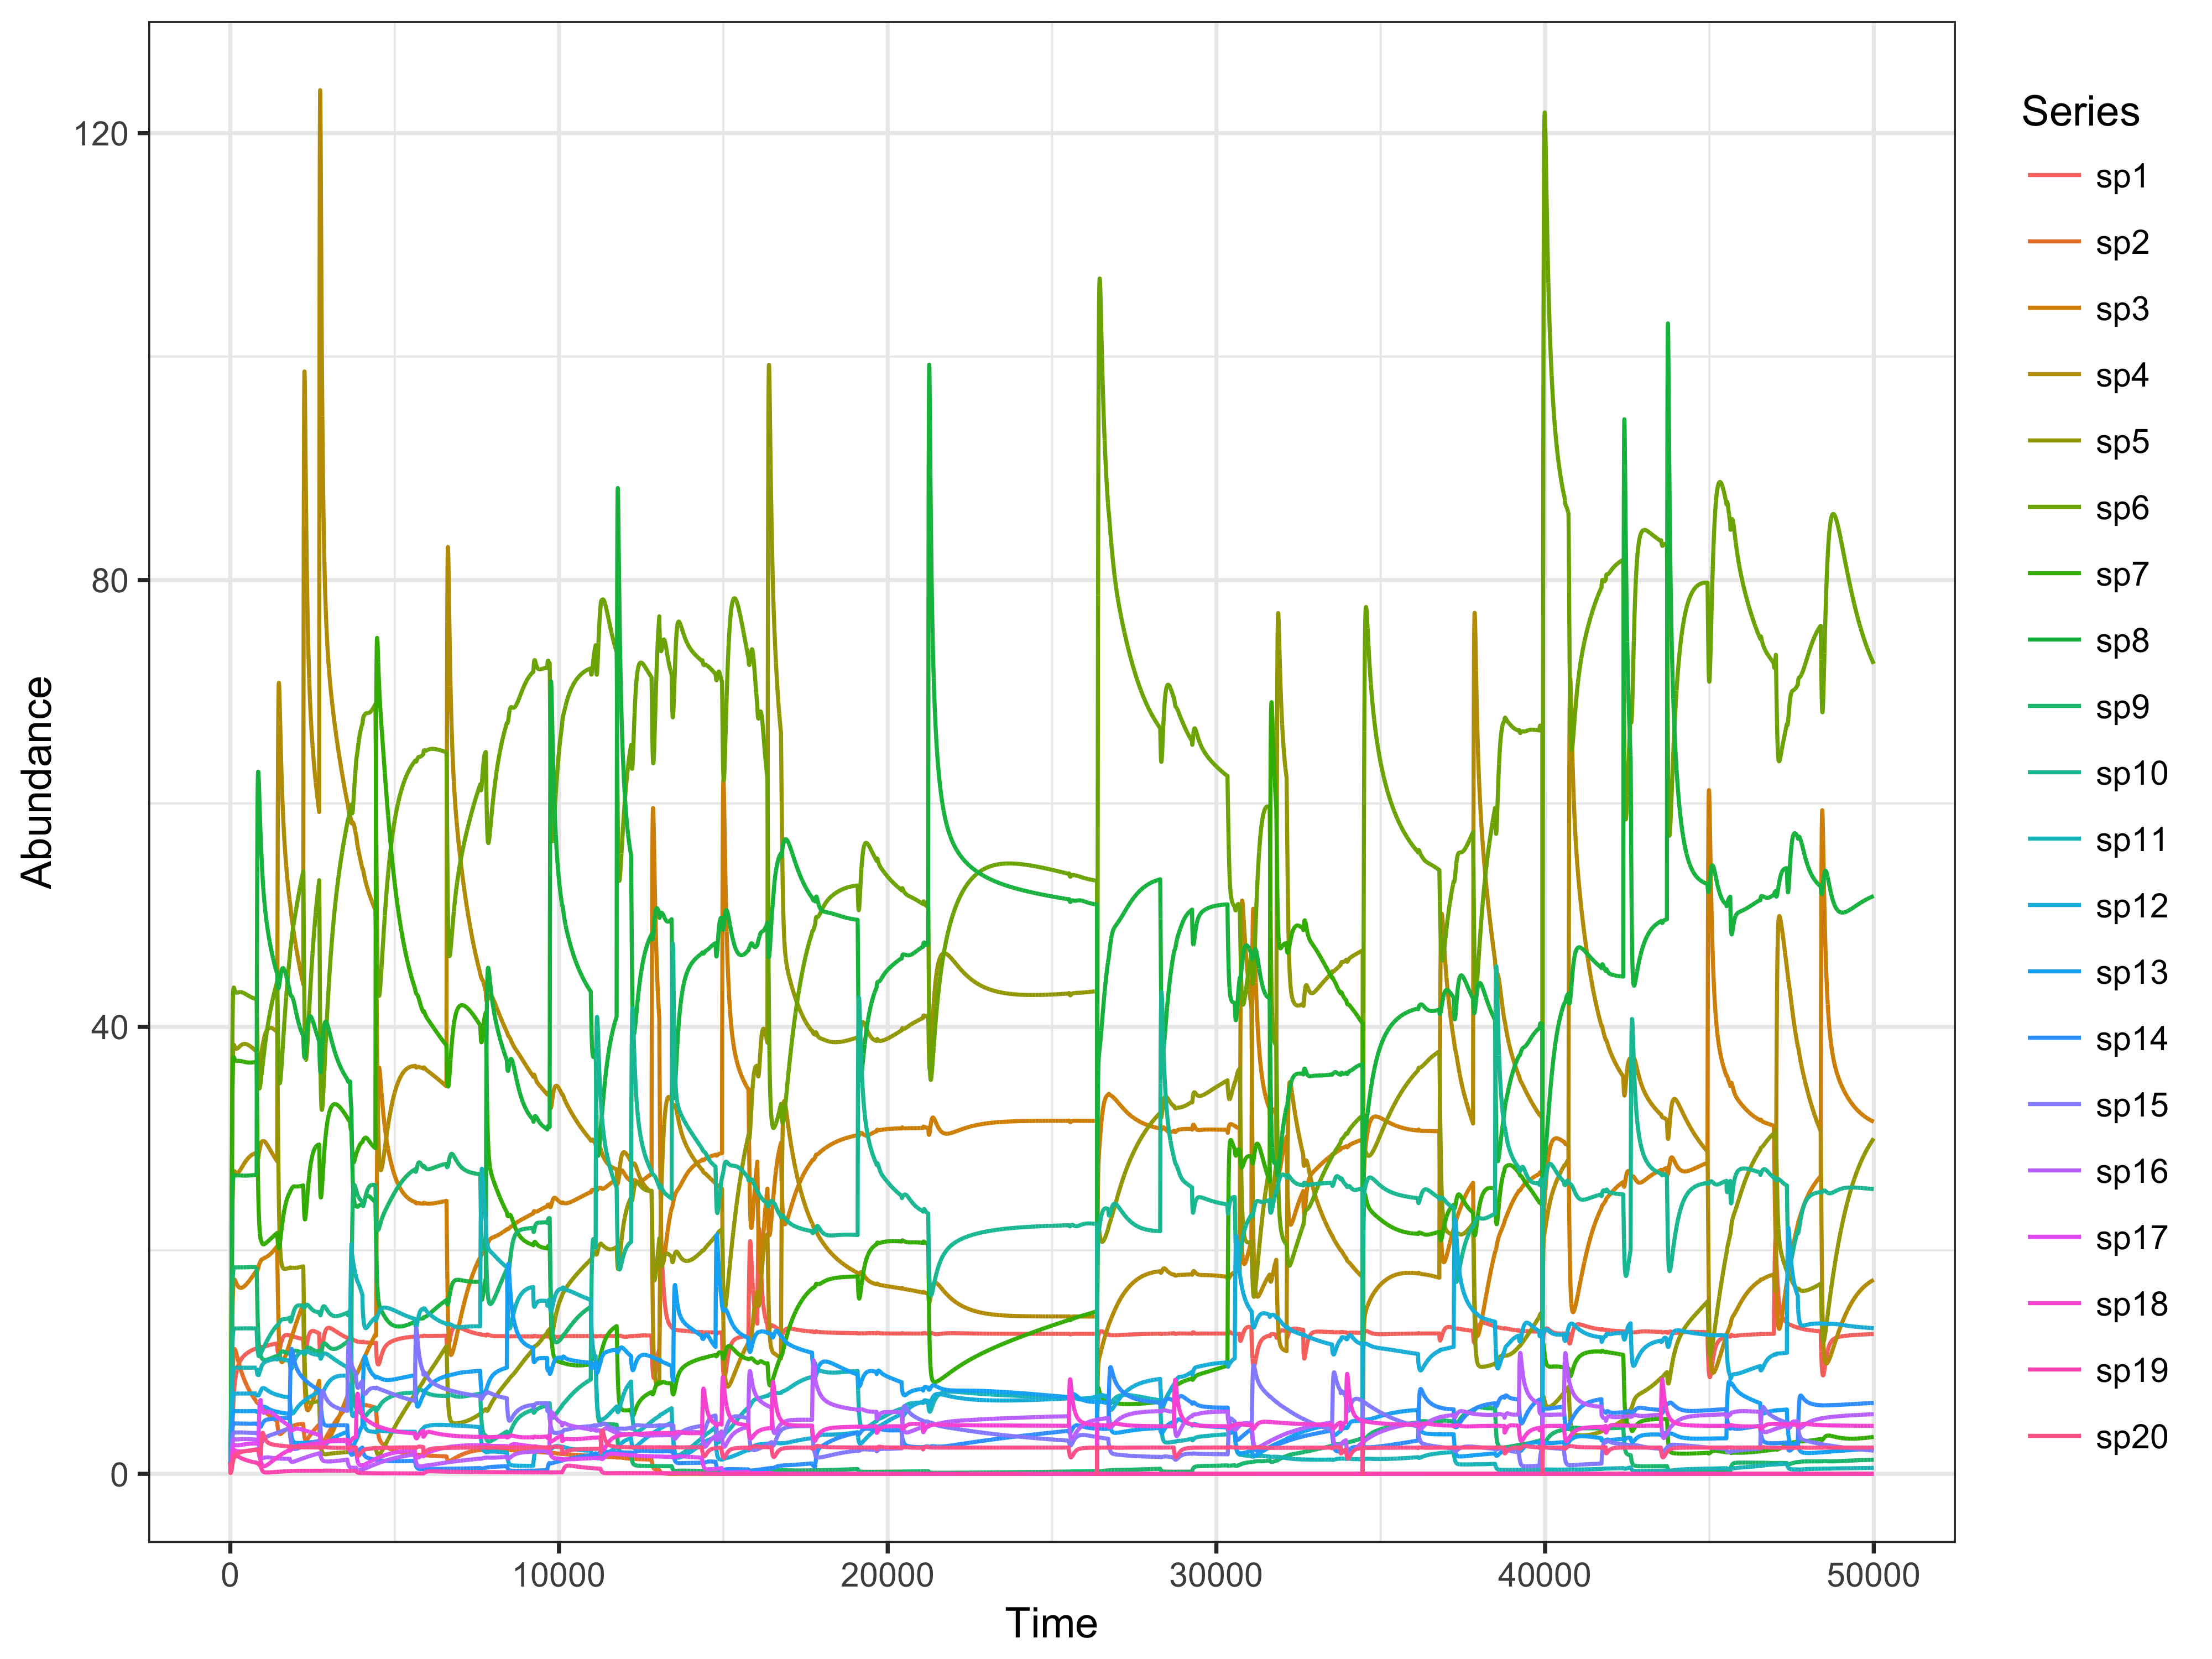 120
80
40
0
Abundance
0 10000 20000 30000 40000 50000
Time
Series
sp1
sp2
sp3
sp4
sp5
sp6
sp7
sp8
sp9
sp10
sp11
sp12
sp13
sp14
sp15
sp16
sp17
sp18
sp19
sp20